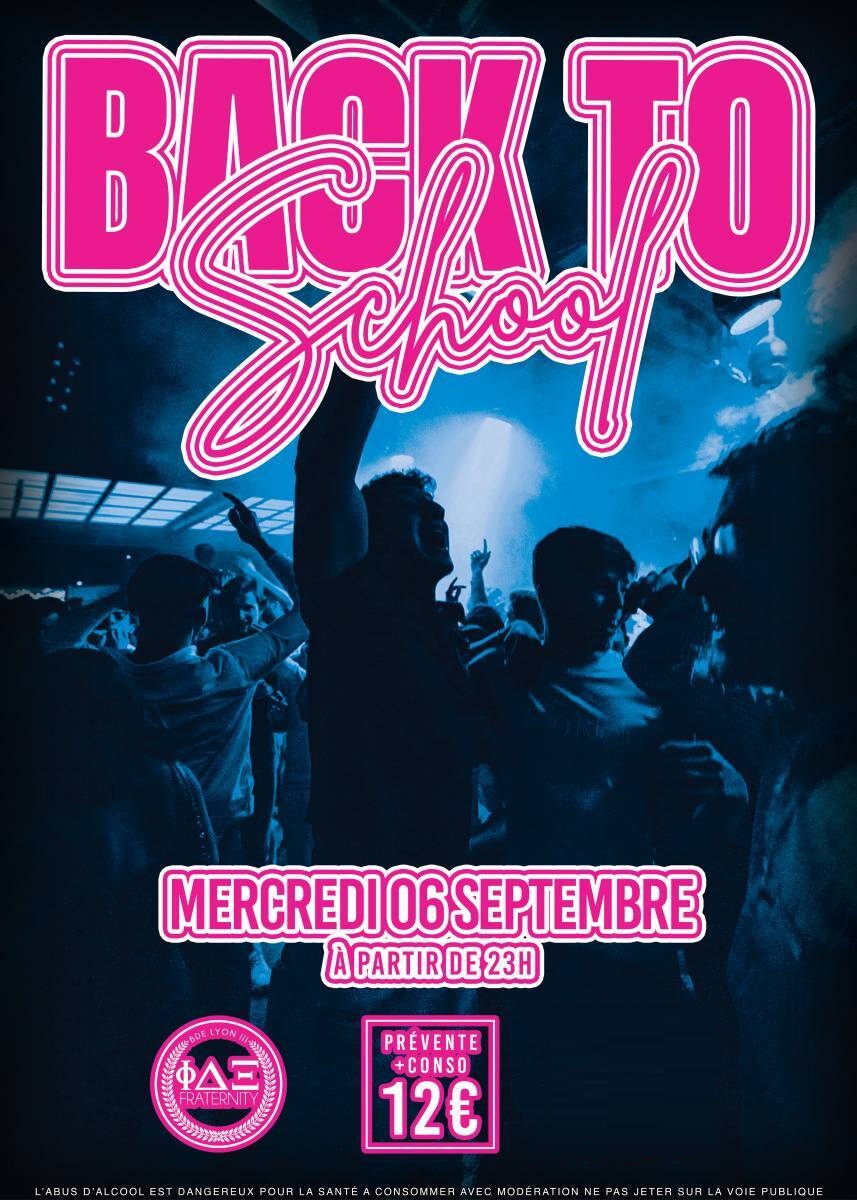 BACK TO
School
MERCREDI 06 SEPTEMBRE
À PARTIR DE 23H
BDE LYON III
ΦΔΞ
FRATERNITY
PRÉVENTE
+CONSO
12€
L'ABUS D'ALCOOL EST DANGEREUX POUR LA SANTÉ A CONSOMMER AVEC MODÉRATION NE PAS JETER SUR LA VOIE PUBLIQUE